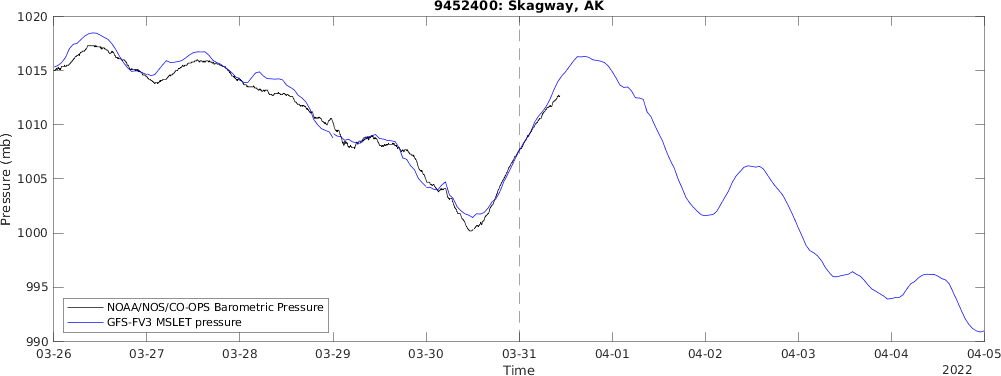 9452400: Skagway, AK
1020
1015
1010
1005
1000
995
990
Pressure (mb)
NOAA/NOS/CO-OPS Barometric Pressure
GFS-FV3 MSLET pressure
03-26 03-27 03-28 03-29 03-30 03-31 04-01 04-02 04-03 04-04 04-05
Time
2022